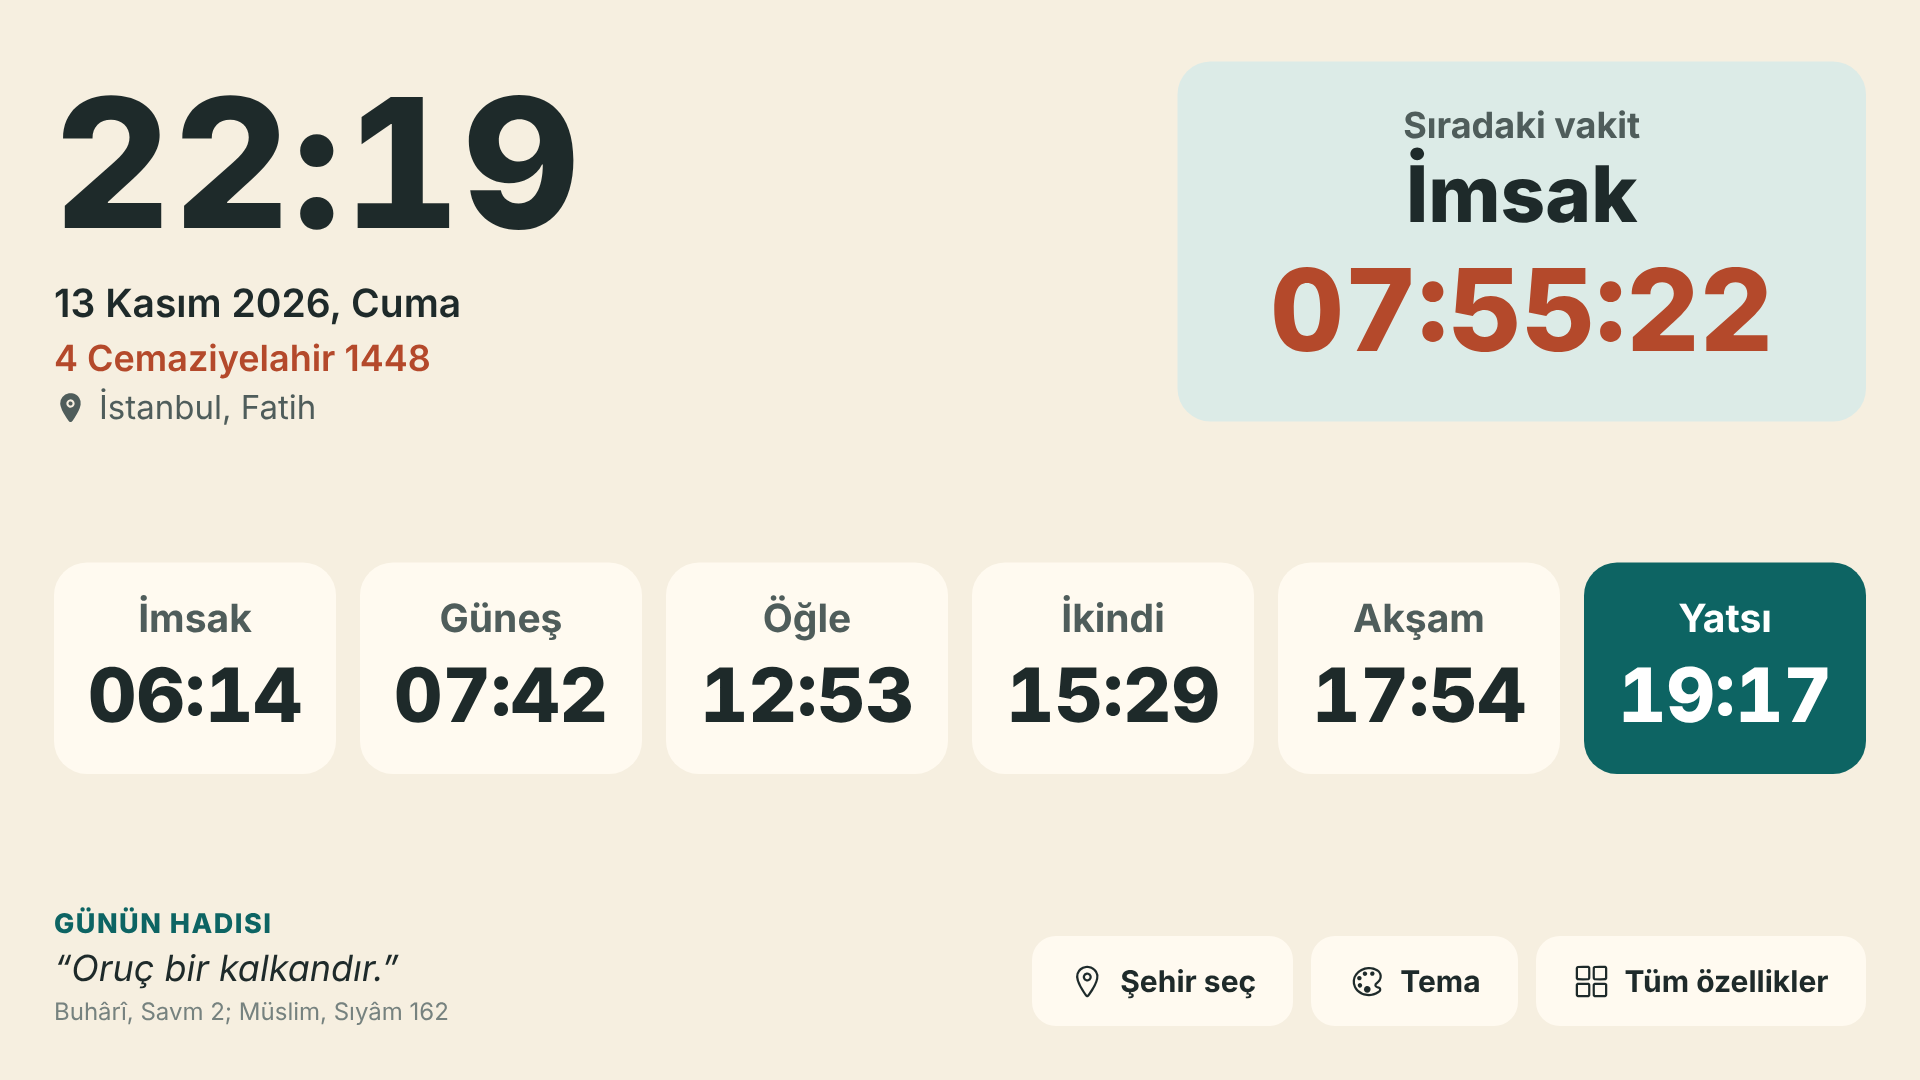 22:19
13 Kasım 2026, Cuma
4 Cemaziyelahir 1448
İstanbul, Fatih
Sıradaki vakit
İmsak
07:55:22
İmsak
06:14
Güneş
07:42
Öğle
12:53
İkindi
15:29
Akşam
17:54
Yatsı
19:17
GÜNÜN HADISI
“Oruç bir kalkandır.”
Buhârî, Savm 2; Müslim, Sıyâm 162
Şehir seç
Tema
Tüm özellikler